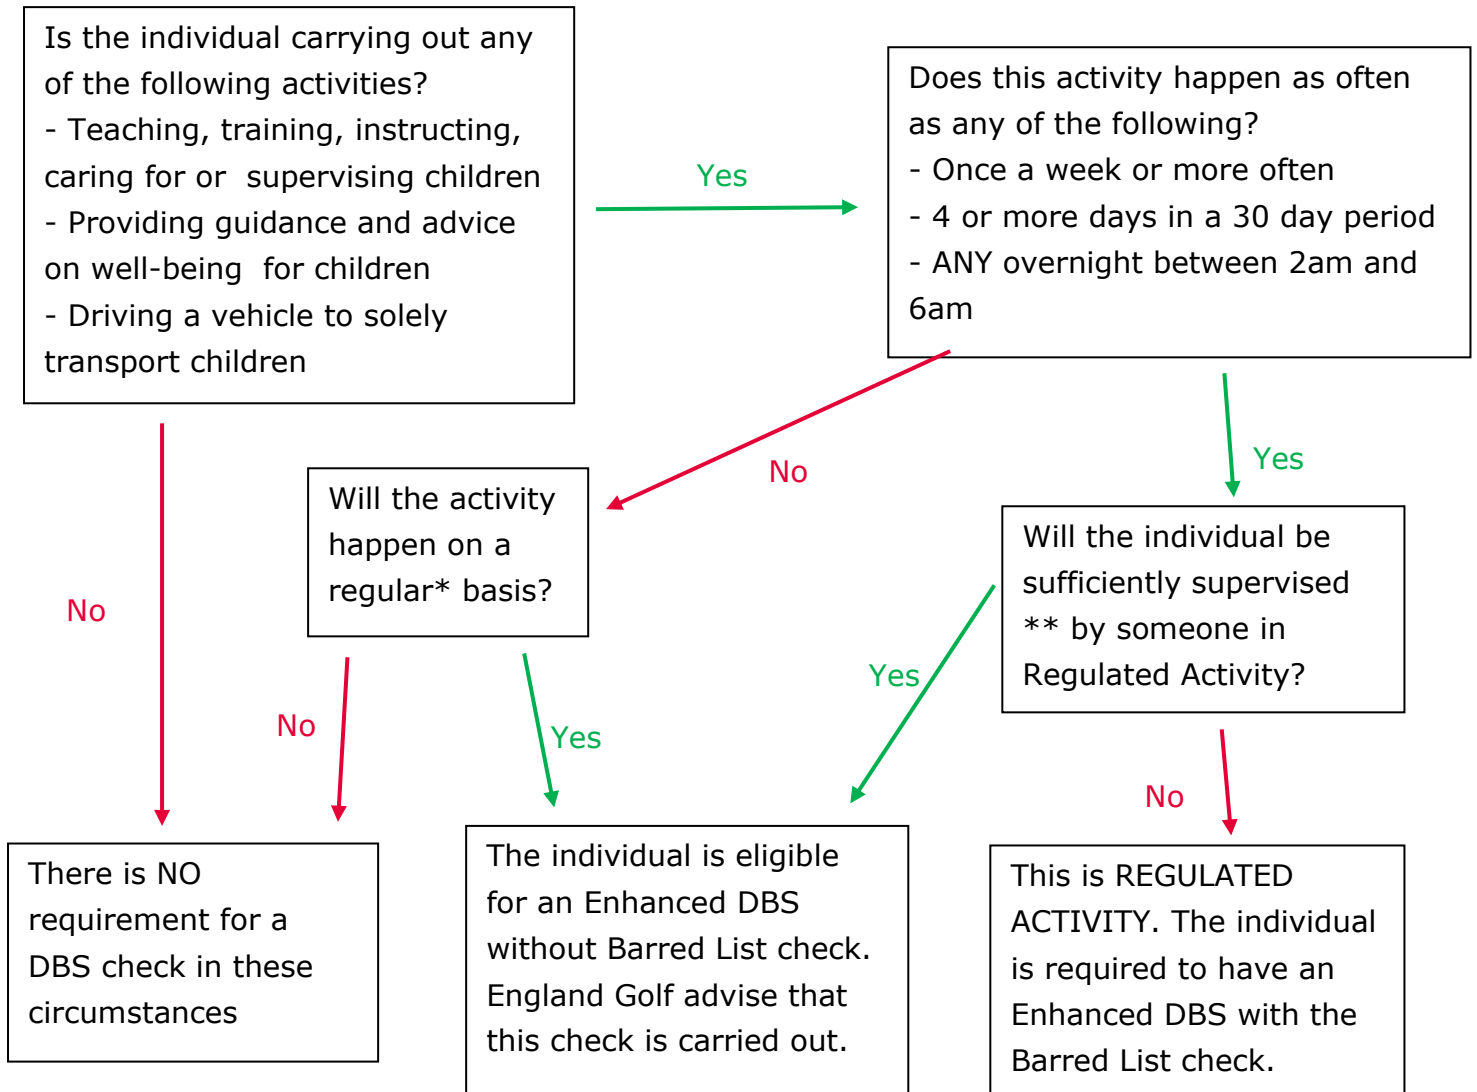 Is the individual carrying out any
of the following activities?
- Teaching, training, instructing,
caring for or  supervising children
- Providing guidance and advice
on well-being  for children
- Driving a vehicle to solely
transport children
Yes
Does this activity happen as often
as any of the following?
- Once a week or more often
- 4 or more days in a 30 day period
- ANY overnight between 2am and
6am
No
Yes
No
Will the activity
happen on a
regular* basis?
Will the individual be
sufficiently supervised
** by someone in
Regulated Activity?
No
Yes
Yes
No
There is NO
requirement for a
DBS check in these
circumstances
The individual is eligible
for an Enhanced DBS
without Barred List check.
England Golf advise that
this check is carried out.
This is REGULATED
ACTIVITY. The individual
is required to have an
Enhanced DBS with the
Barred List check.